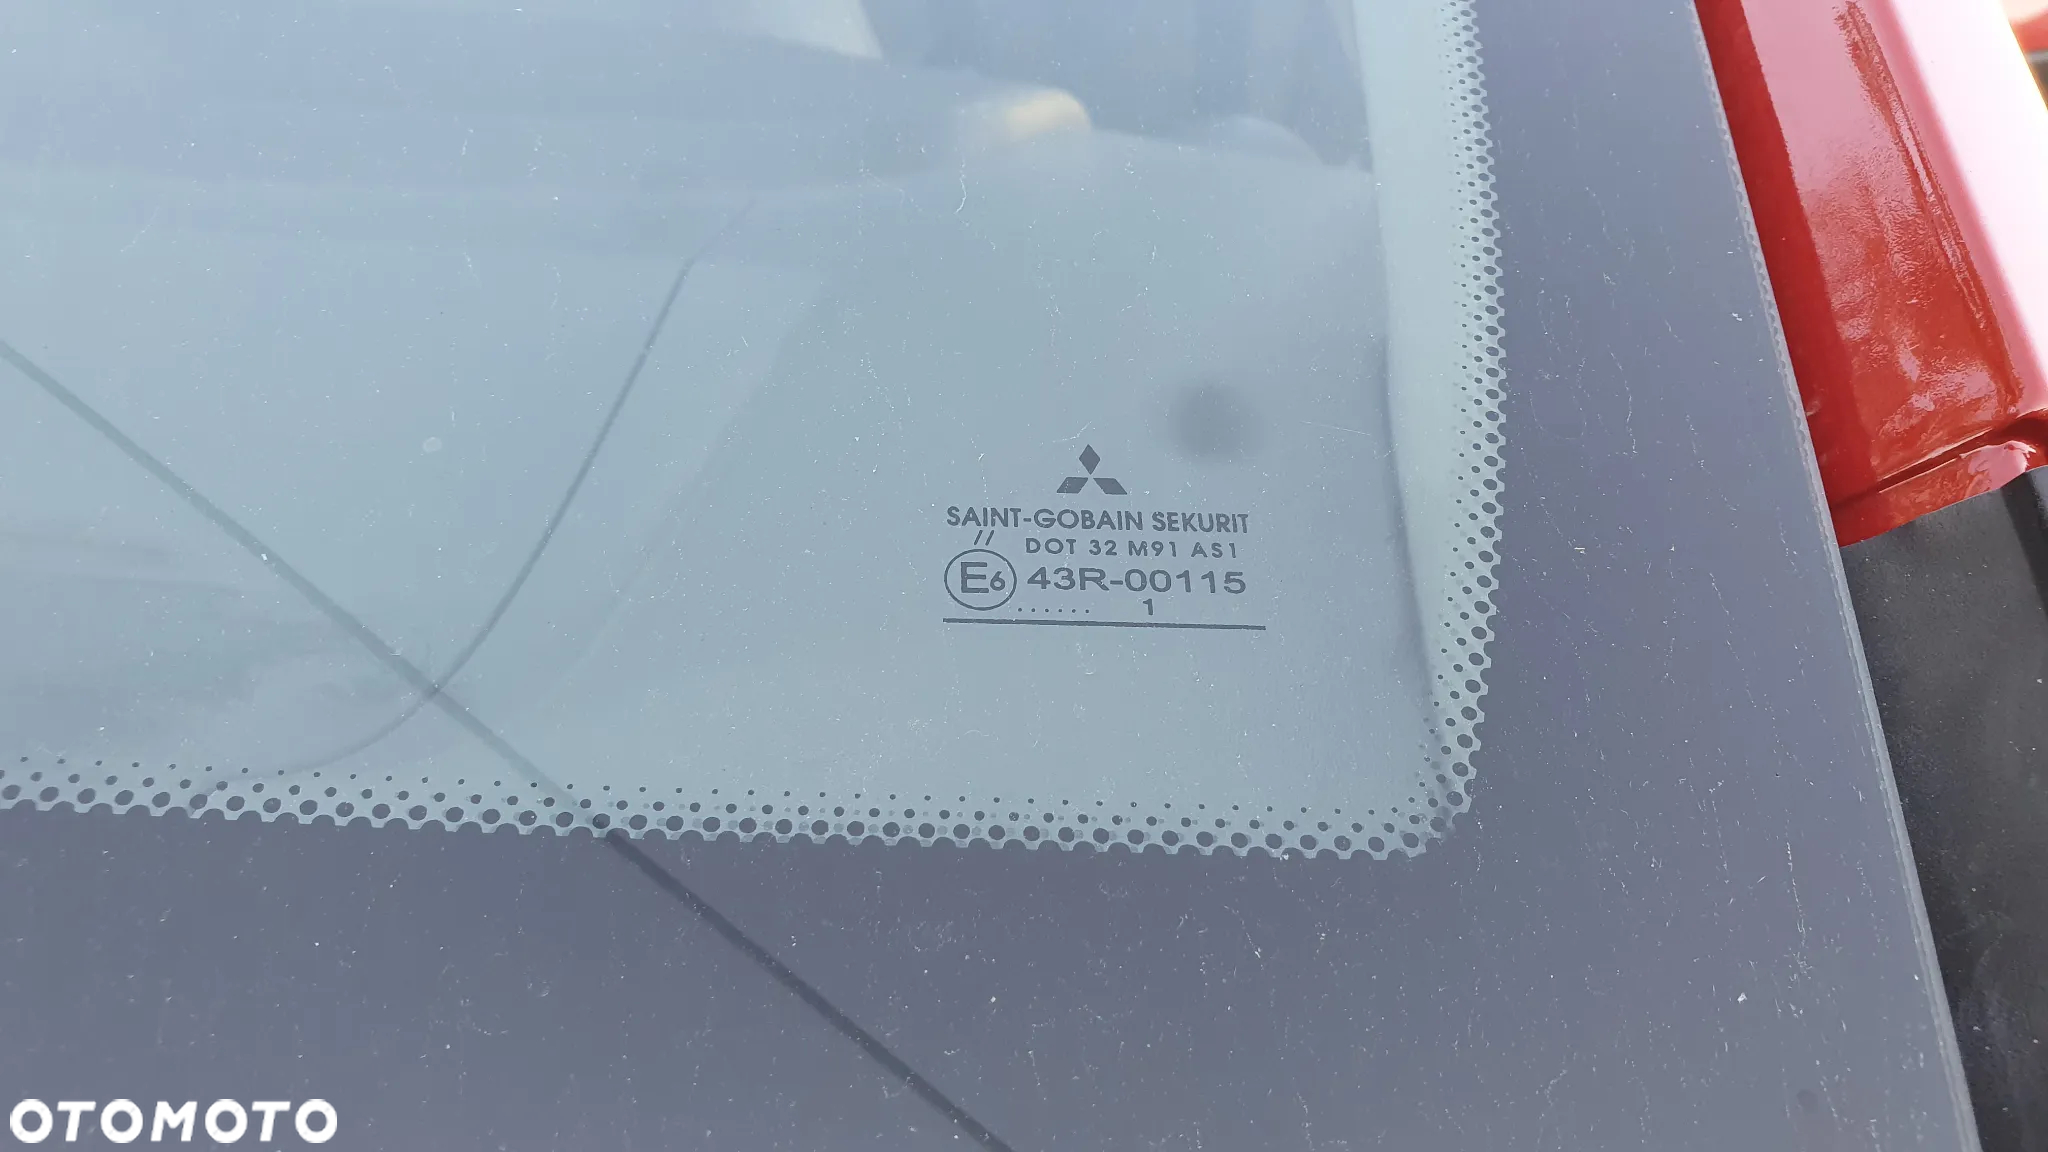 SAINT-GOBAIN SEKURIT
//
DOT 32 M91 AS1
E6 43R-00115
...... 1
OTOMOTO